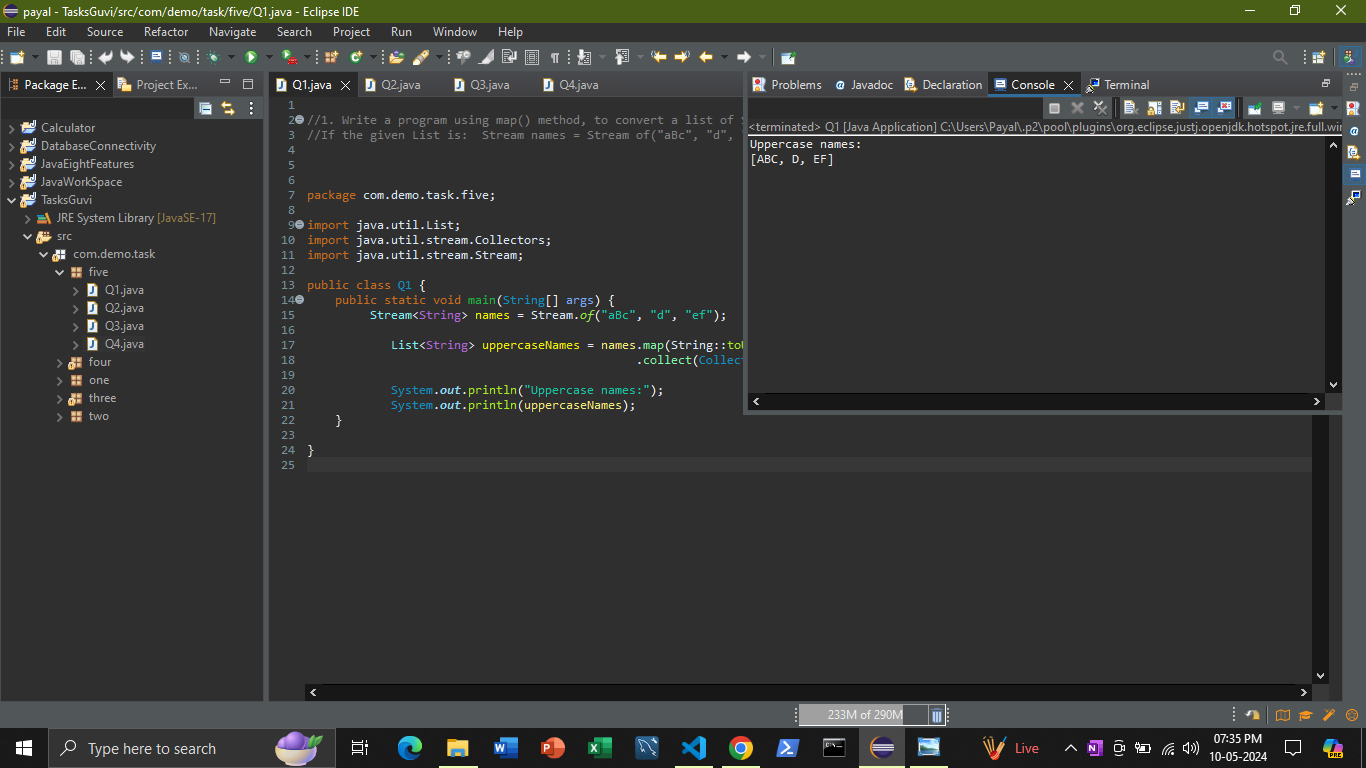 payal - TasksGuvi/src/com/demo/task/five/Q1.java - Eclipse IDE
File Edit Source Refactor Navigate Search Project Run Window Help
Package E... Project Ex...
Calculator
DatabaseConnectivity
JavaEightFeatures
JavaWorkSpace
TasksGuvi
JRE System Library [JavaSE-17]
src
com.demo.task
five
Q1.java
Q2.java
Q3.java
Q4.java
four
one
three
two
Q1.java Q2.java Q3.java Q4.java
1
2 //1. Write a program using map() method, to convert a list of
3 //If the given List is:  Stream names = Stream of("aBc", "d",
4
5
6
7 package com.demo.task.five;
8
9 import java.util.List;
10 import java.util.stream.Collectors;
11 import java.util.stream.Stream;
12
13 public class Q1 {
14 public static void main(String[] args) {
15 Stream<String> names = Stream.of("aBc", "d", "ef");
16
17 List<String> uppercaseNames = names.map(String::to
18 .collect(Collect
19
20 System.out.println("Uppercase names:");
21 System.out.println(uppercaseNames);
22 }
23
24 }
25
Problems Javadoc Declaration Console Terminal
<terminated> Q1 [Java Application] C:\Users\Payal\.p2\pool\plugins\org.eclipse.justj.openjdk.hotspot.jre.full.win
Uppercase names:
[ABC, D, EF]
233M of 290M
Type here to search
Live
07:35 PM
10-05-2024
PRE